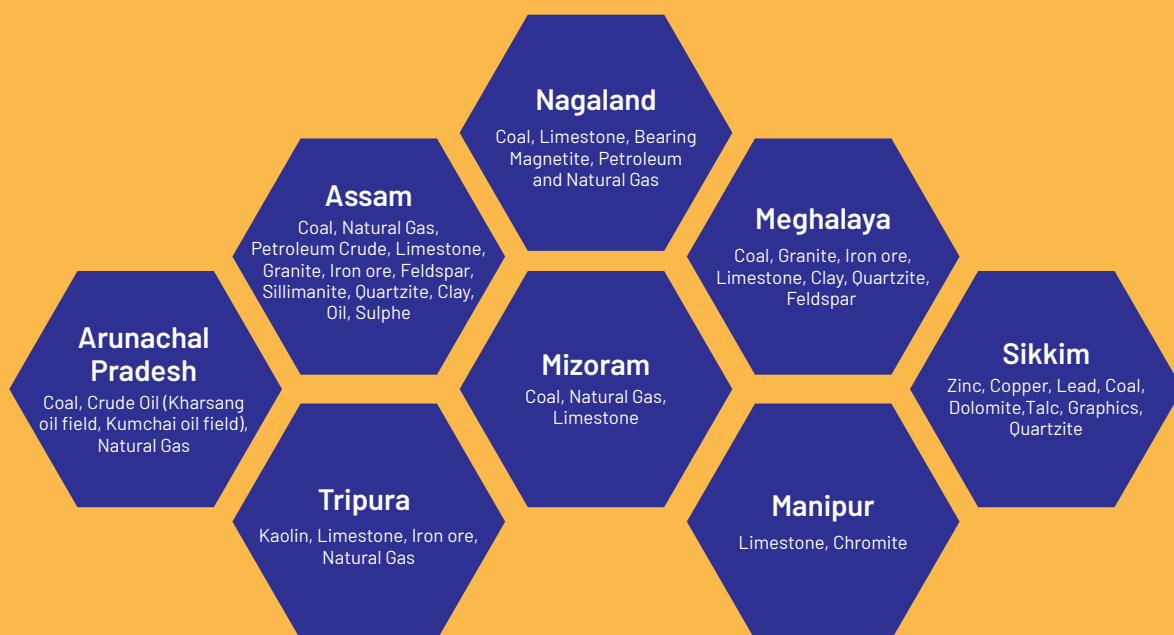 Nagaland
Coal, Limestone, Bearing
Magnetite, Petroleum
and Natural Gas
Assam
Coal, Natural Gas,
Petroleum Crude, Limestone,
Granite, Iron ore, Feldspar,
Sillimanite, Quartzite, Clay,
Oil, Sulphe
Meghalaya
Coal, Granite, Iron ore,
Limestone, Clay, Quartzite,
Feldspar
Arunachal
Pradesh
Coal, Crude Oil (Kharsang
oil field, Kumchai oil field),
Natural Gas
Mizoram
Coal, Natural Gas,
Limestone
Sikkim
Zinc, Copper, Lead, Coal,
Dolomite,Talc, Graphics,
Quartzite
Tripura
Kaolin, Limestone, Iron ore,
Natural Gas
Manipur
Limestone, Chromite